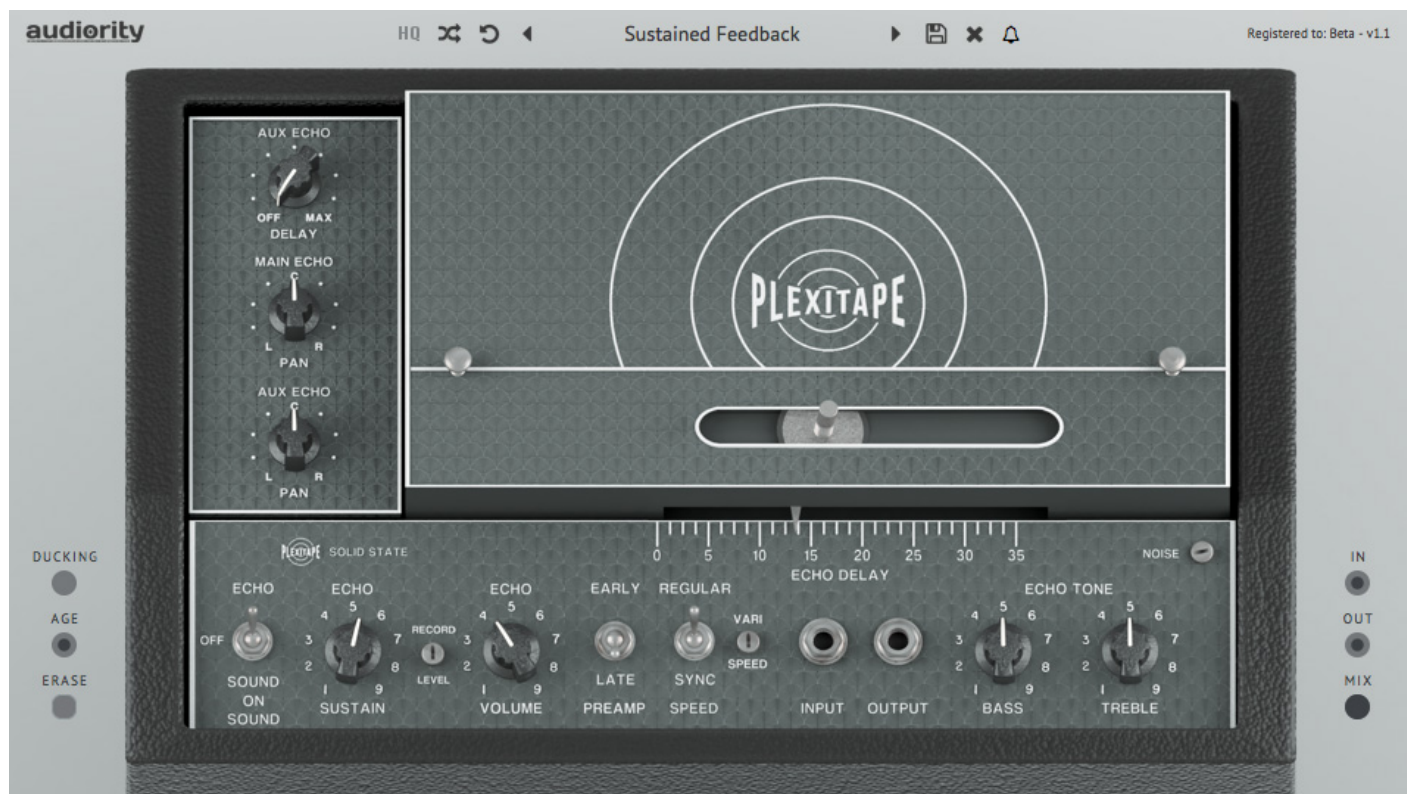 audiority
HQ
Sustained Feedback
Registered to: Beta - v1.1
AUX ECHO
OFF MAX
DELAY
MAIN ECHO
C
L R
PAN
AUX ECHO
C
L R
PAN
PLEXITAPE
DUCKING
AGE
ERASE
PLEXITAPE SOLID STATE
0 5 10 15 20 25 30 35
ECHO DELAY
NOISE
ECHO
OFF
SOUND
ON
SOUND
ECHO
1 2 3 4 5 6 7 8 9
SUSTAIN
RECORD
LEVEL
ECHO
1 2 3 4 5 6 7 8 9
VOLUME
EARLY
LATE
PREAMP
REGULAR
SYNC
SPEED
VARI
SPEED
INPUT
OUTPUT
ECHO TONE
1 2 3 4 5 6 7 8 9
BASS
1 2 3 4 5 6 7 8 9
TREBLE
IN
OUT
MIX